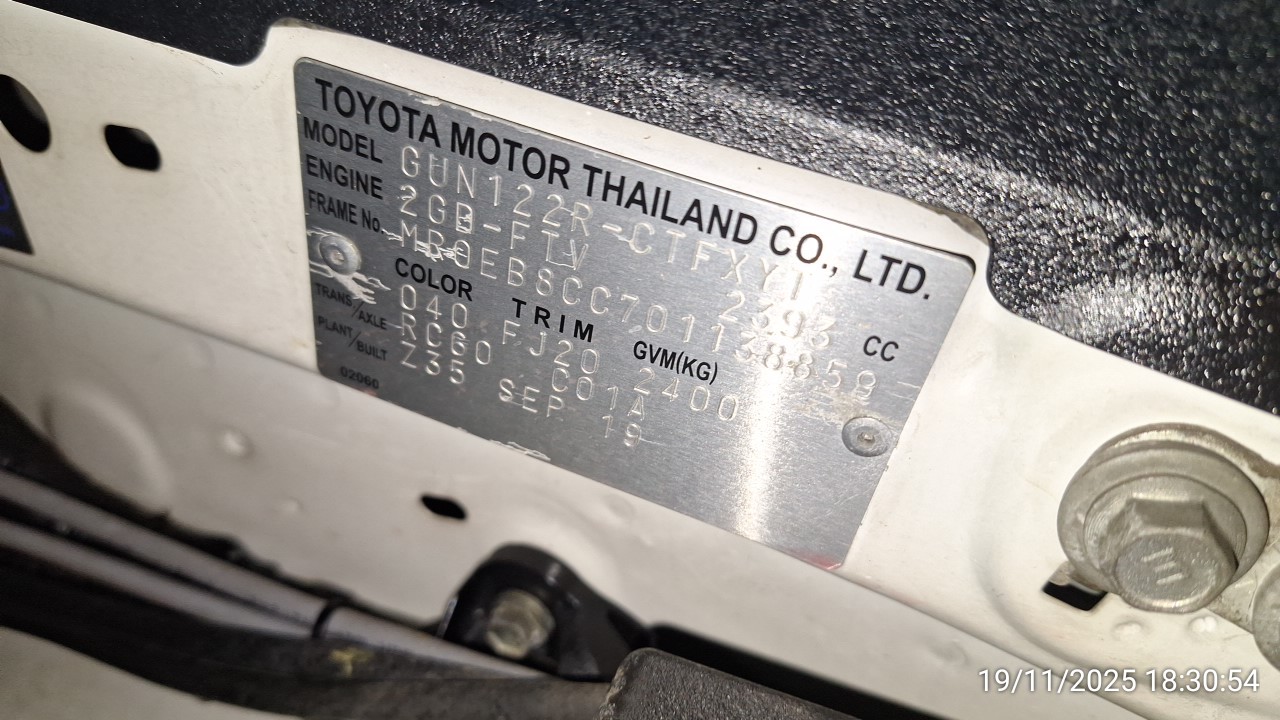 TOYOTA MOTOR THAILAND CO., LTD.
MODEL GUN122R-CTFXY
ENGINE 2GD-FTV 2393 CC
FRAME No. MR0EB8CC701138859
COLOR TRIM GVM(KG)
040 FJ20 2400
TRANS/AXLE RC60 C01A
PLANT/BUILT Z35 SEP 19
02060
19/11/2025 18:30:54